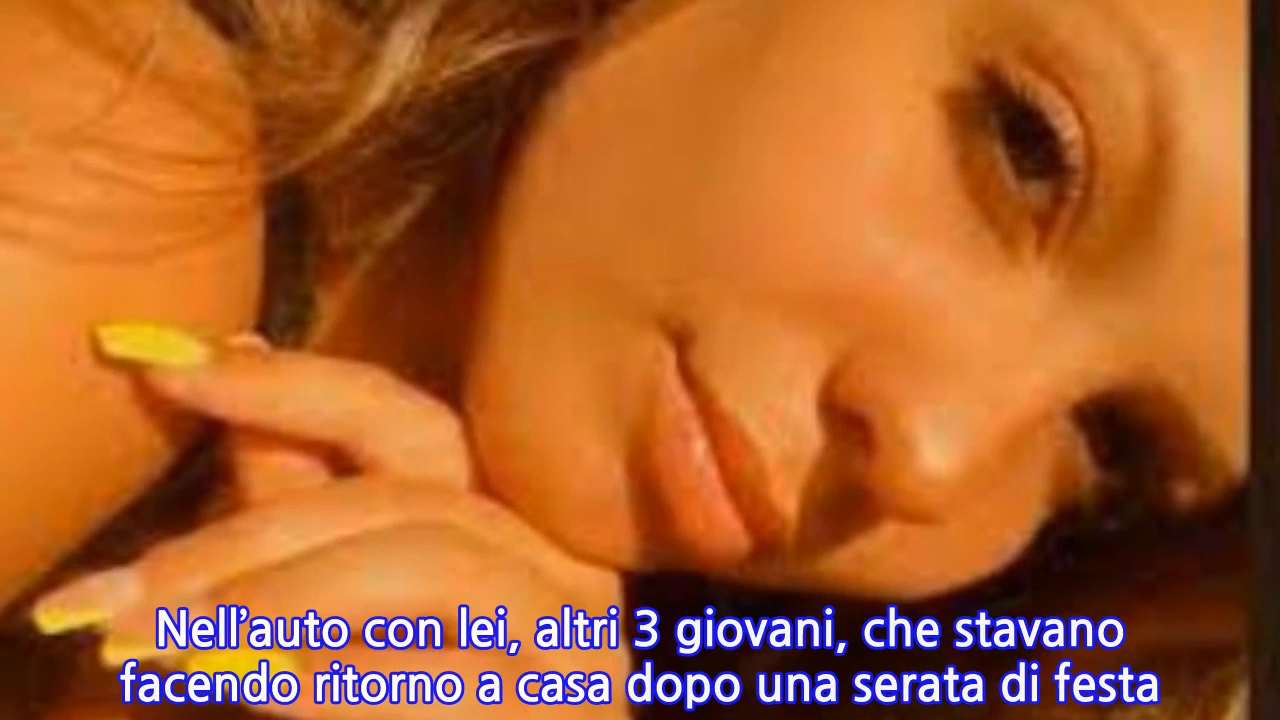 Nell’auto con lei, altri 3 giovani, che stavano
facendo ritorno a casa dopo una serata di festa